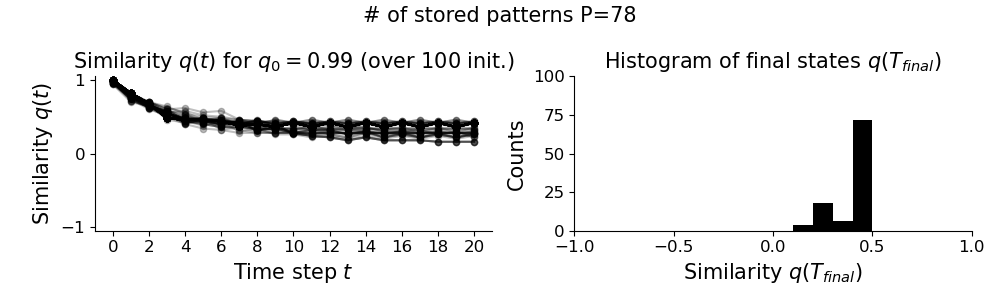 # of stored patterns P=78
Similarity q(t) for q₀ = 0.99 (over 100 init.)
Histogram of final states q(T_final)
Similarity q(t)
1
0
−1
0 2 4 6 8 10 12 14 16 18 20
Time step t
Counts
100
75
50
25
0
−1.0 −0.5 0.0 0.5 1.0
Similarity q(T_final)